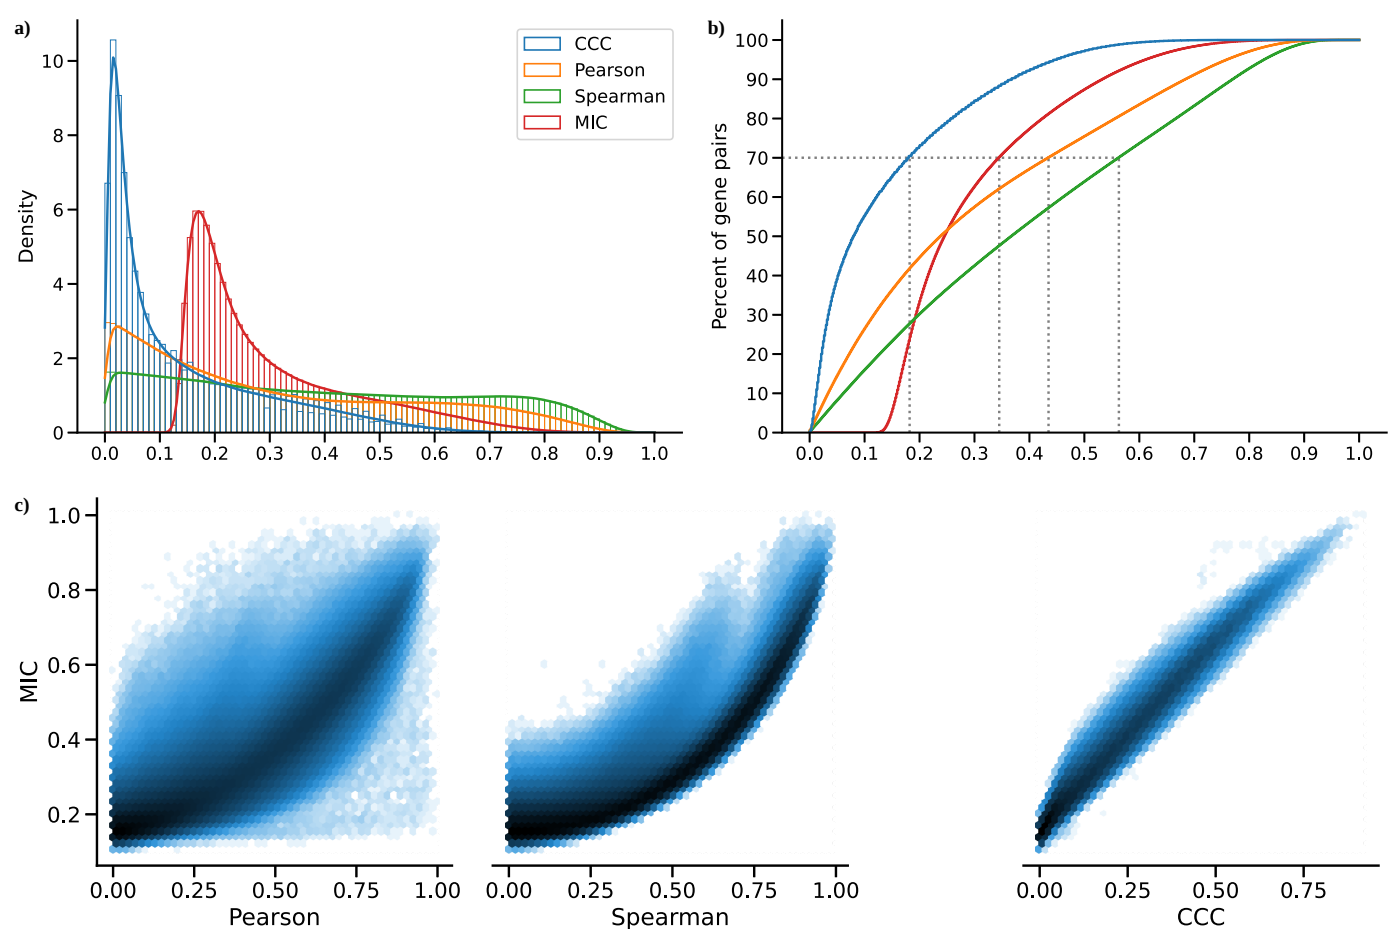 a)
CCC
Pearson
Spearman
MIC
Density
10
8
6
4
2
0
0.0 0.1 0.2 0.3 0.4 0.5 0.6 0.7 0.8 0.9 1.0
b)
Percent of gene pairs
100
90
80
70
60
50
40
30
20
10
0
0.0 0.1 0.2 0.3 0.4 0.5 0.6 0.7 0.8 0.9 1.0
c)
MIC
1.0
0.8
0.6
0.4
0.2
0.00 0.25 0.50 0.75 1.00
Pearson
0.00 0.25 0.50 0.75 1.00
Spearman
0.00 0.25 0.50 0.75
CCC